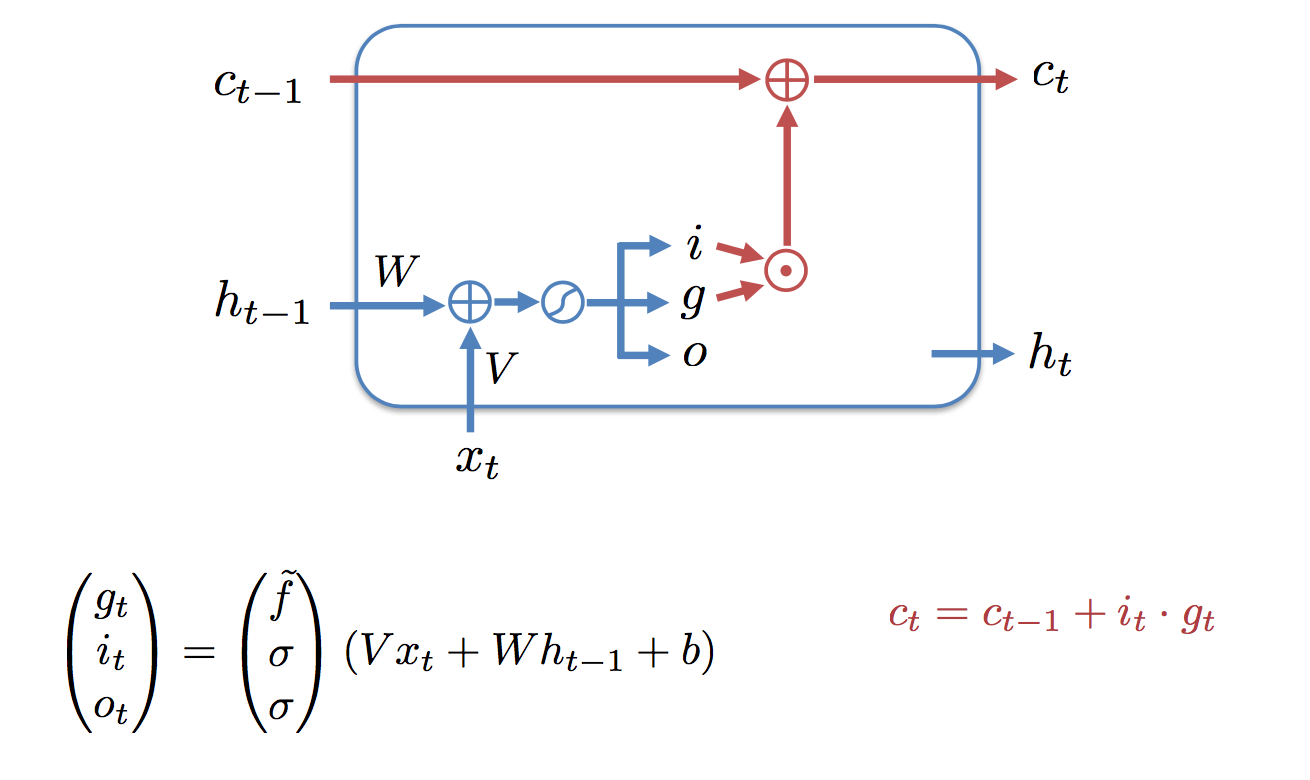 c_{t-1}
c_t
i
W
g
h_{t-1}
o
h_t
V
x_t
\begin{pmatrix} g_t \\ i_t \\ o_t \end{pmatrix} = \begin{pmatrix} \tilde{f} \\ \sigma \\ \sigma \end{pmatrix} (Vx_t + Wh_{t-1} + b)
c_t = c_{t-1} + i_t \cdot g_t